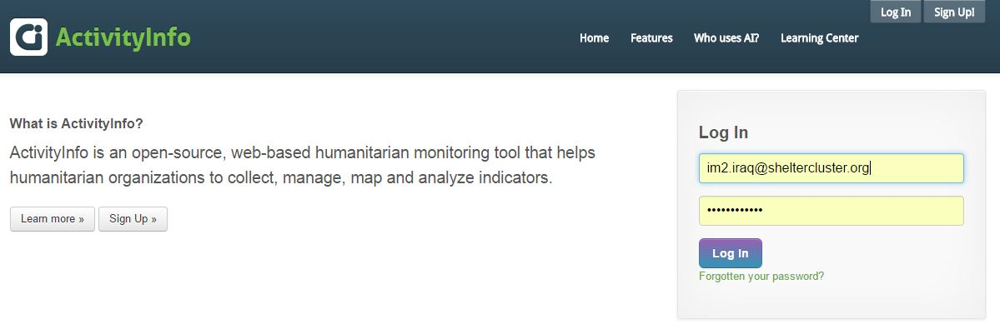 Log In Sign Up!
ActivityInfo Home Features Who uses AI? Learning Center
What is ActivityInfo?
ActivityInfo is an open-source, web-based humanitarian monitoring tool that helps
humanitarian organizations to collect, manage, map and analyze indicators.
Learn more » Sign Up »
Log In
im2.iraq@sheltercluster.org
••••••••••••
Log In
Forgotten your password?